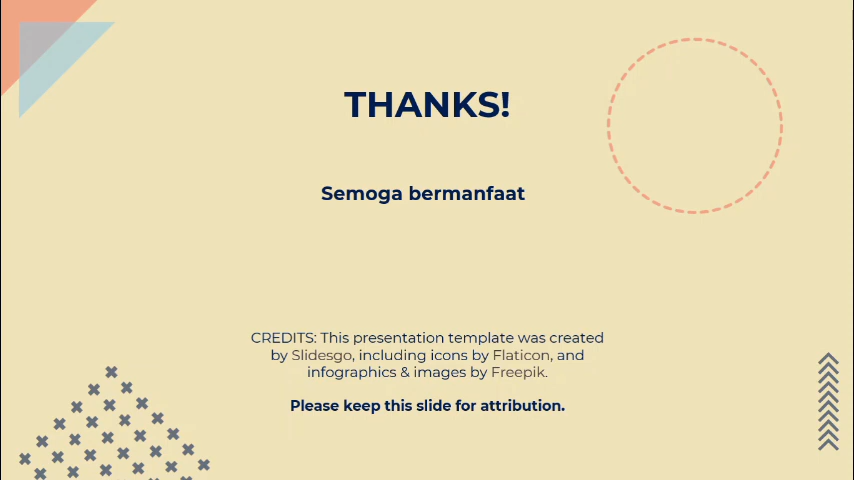 THANKS!
Semoga bermanfaat
CREDITS: This presentation template was created
by Slidesgo, including icons by Flaticon, and
infographics & images by Freepik.
Please keep this slide for attribution.